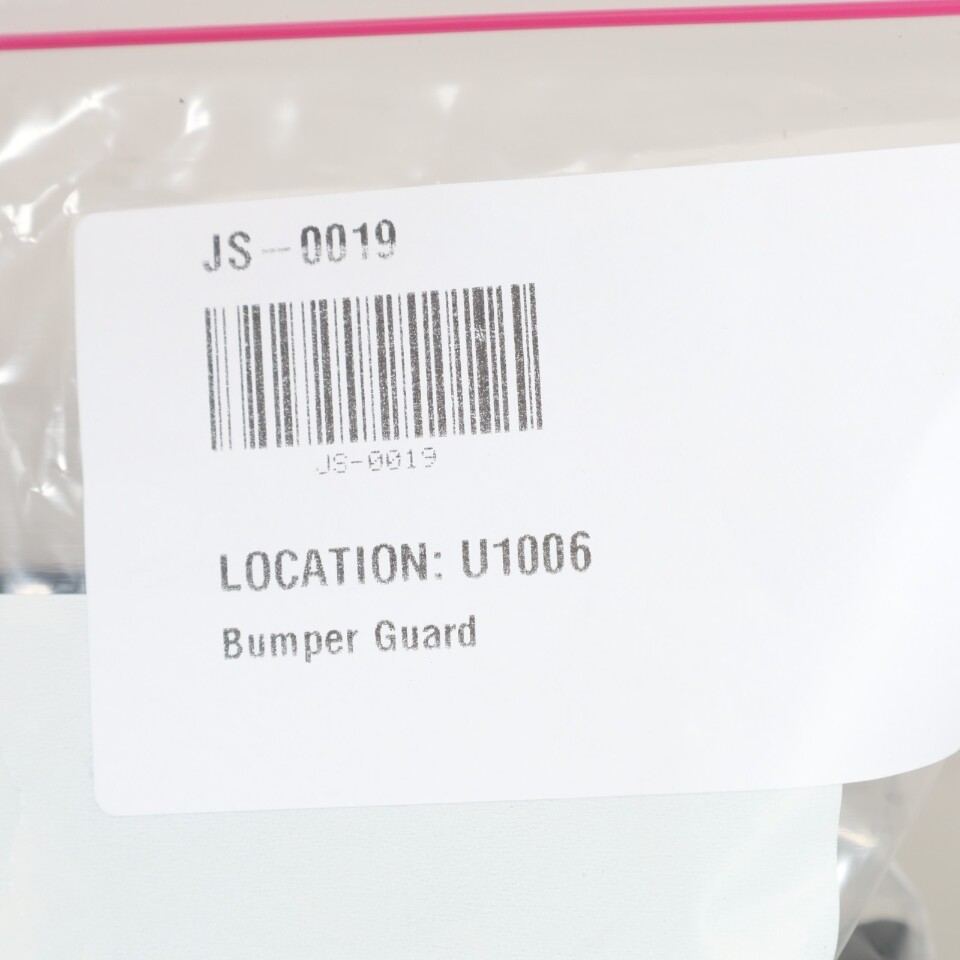 JS-0019
JS-0019
LOCATION: U1006
Bumper Guard